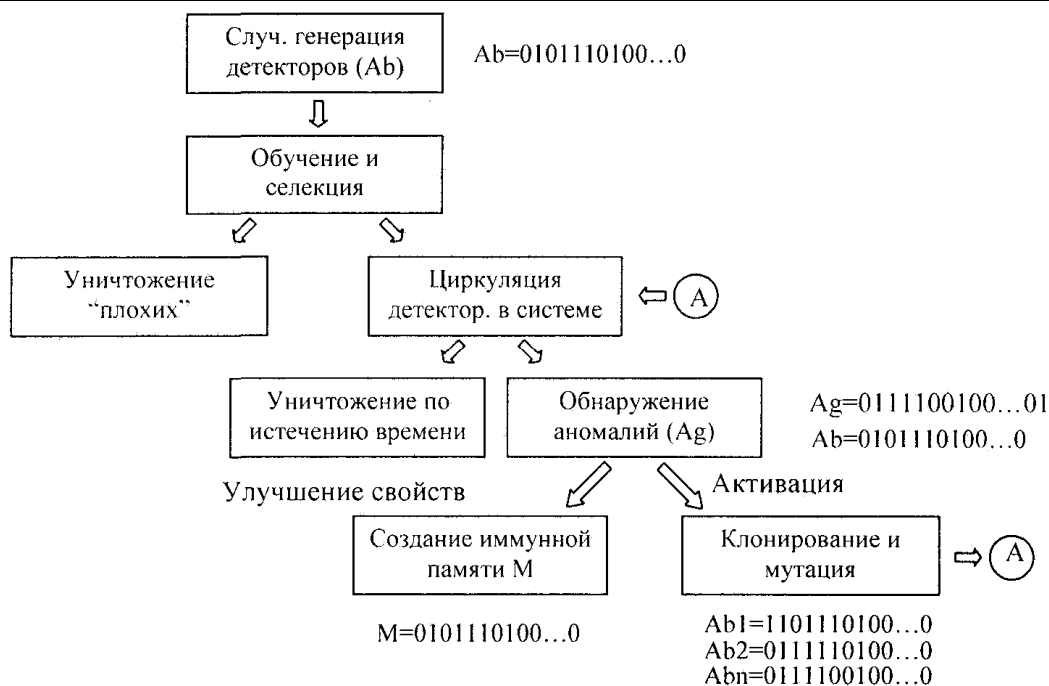 Случ. генерация
детекторов (Ab)
Ab=0101110100...0
Обучение и
селекция
Уничтожение
“плохих”
Циркуляция
детектор. в системе
A
Уничтожение по
истечению времени
Обнаружение
аномалий (Ag)
Ag=0111100100...01
Ab=0101110100...0
Улучшение свойств
Активация
Создание иммунной
памяти М
Клонирование и
мутация
A
M=0101110100...0
Ab1=1101110100...0
Ab2=0111110100...0
Abn=0111100100...0